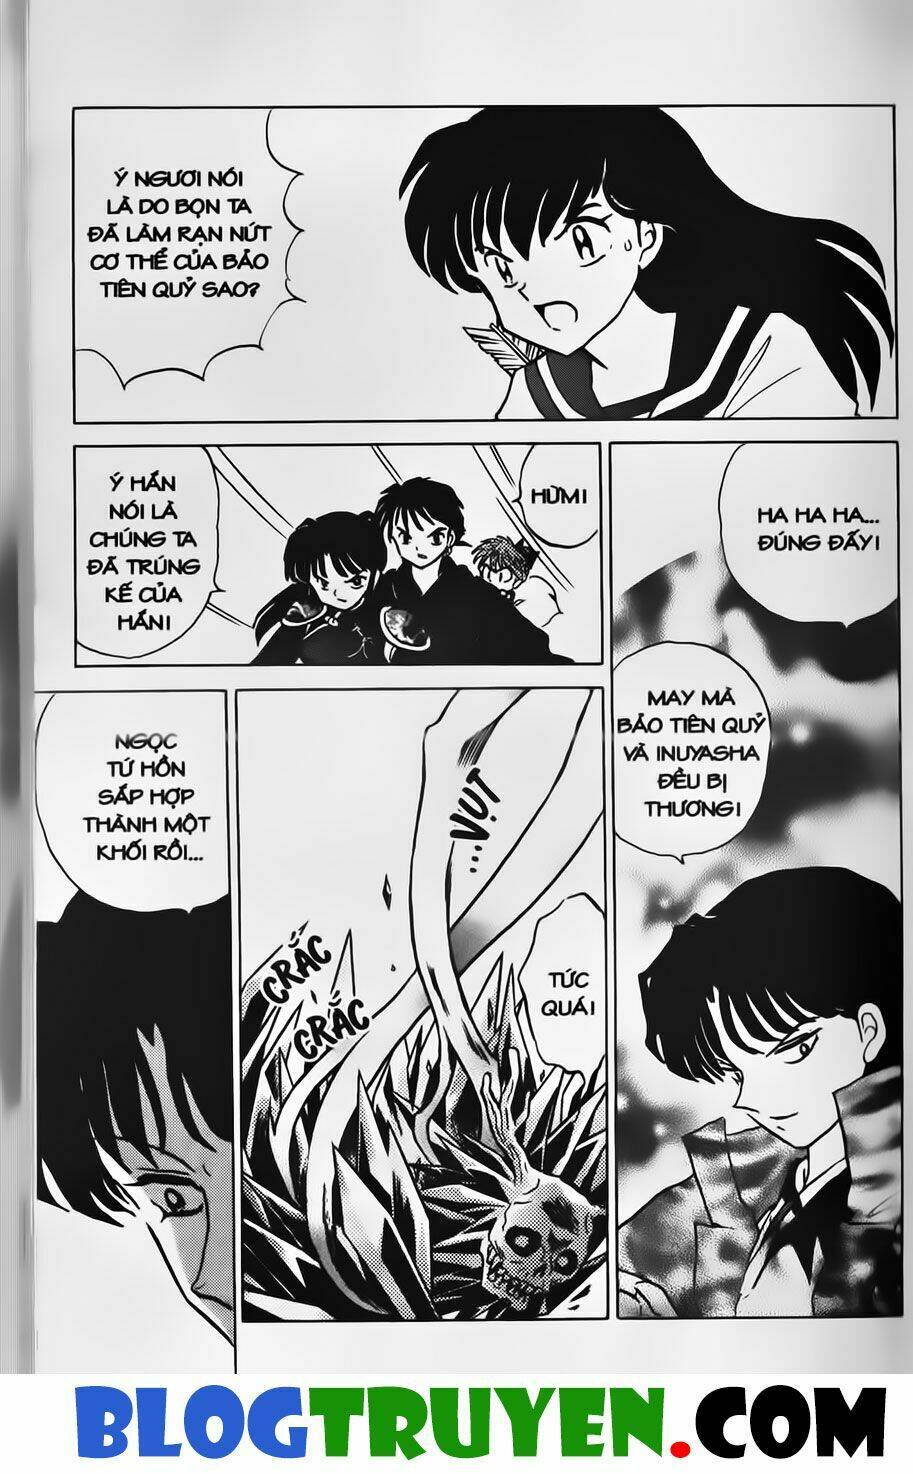 Ý NGƯƠI NÓI
LÀ DO BỌN TA
ĐÃ LÀM RẠN NỨT
CƠ THỂ CỦA BẢO
TIÊN QUỶ SAO?
HA HA HA...
ĐÚNG ĐẤY!
MAY MÀ
BẢO TIÊN QUỶ
VÀ INUYASHA
ĐỀU BỊ
THƯƠNG!
HỪM!
Ý HẮN
NÓI LÀ
CHÚNG TA
ĐÃ TRÚNG
KẾ CỦA
HẮN!
...VỤT
CRẮC
CRẮC
TỨC
QUÁ!
NGỌC
TỨ HỒN
SẮP HỢP
THÀNH MỘT
KHỐI RỒI...
BLOGTRUYEN.COM